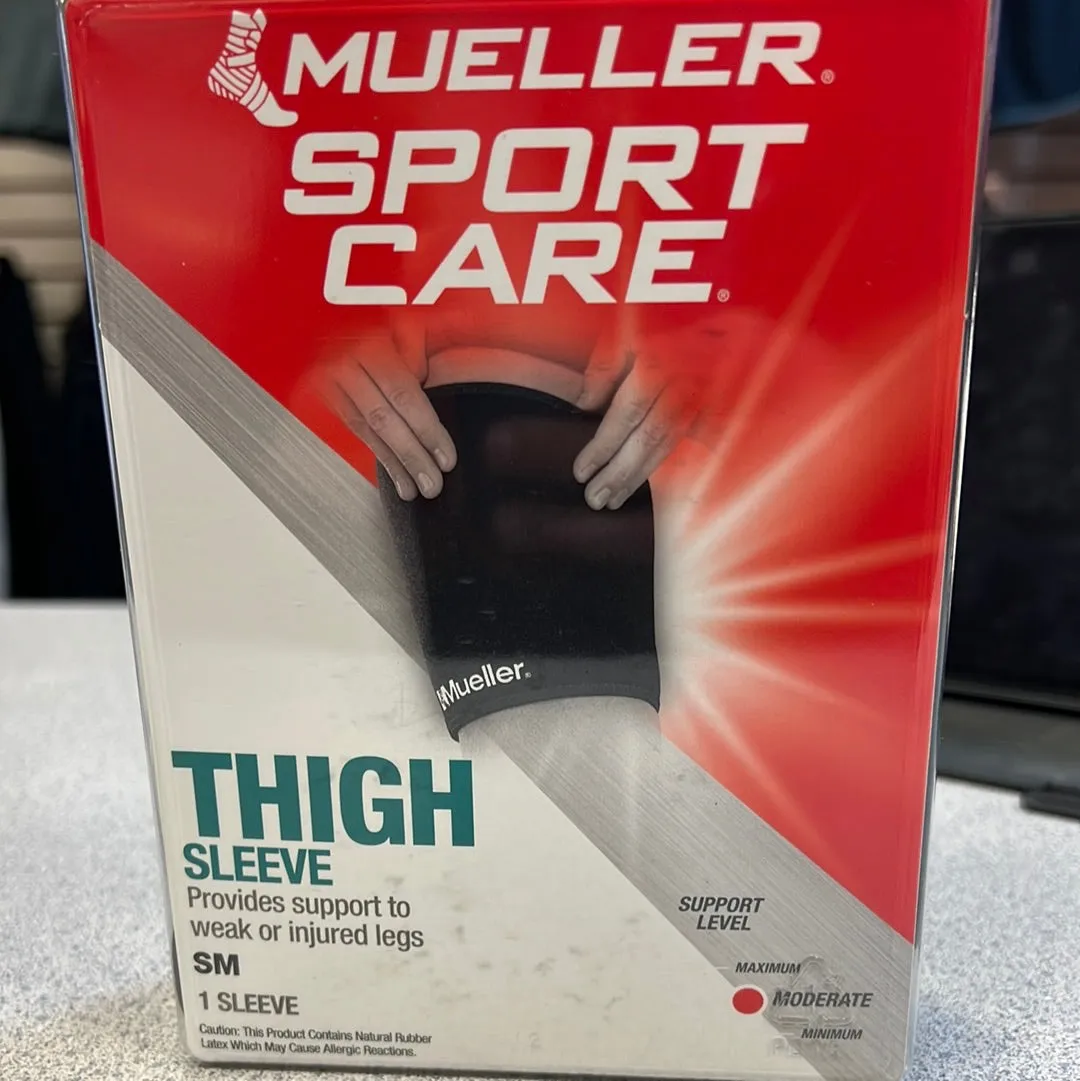 MUELLER®
SPORT
CARE®
Mueller®
THIGH
SLEEVE
Provides support to
weak or injured legs
SM
1 SLEEVE
Caution: This Product Contains Natural Rubber
Latex Which May Cause Allergic Reactions.
SUPPORT
LEVEL
MAXIMUM
MODERATE
MINIMUM